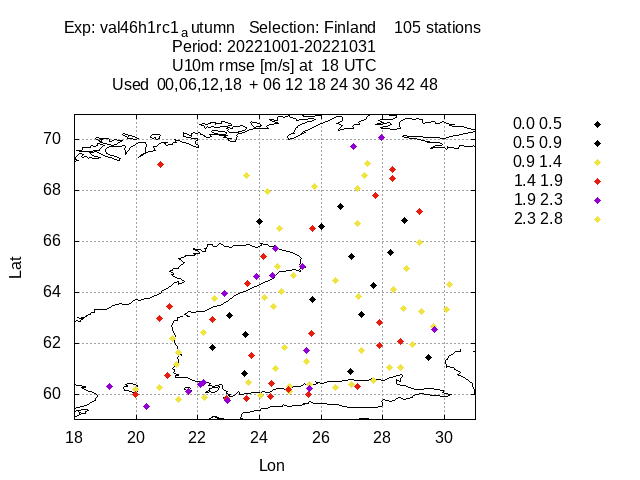 Exp: val46h1rc1a utumn Selection: Finland 105 stations
Period: 20221001-20221031
U10m rmse [m/s] at 18 UTC
Used 00,06,12,18 + 06 12 18 24 30 36 42 48
0.0 0.5
0.5 0.9
0.9 1.4
1.4 1.9
1.9 2.3
2.3 2.8
70
68
66
64
62
60
Lat
18 20 22 24 26 28 30
Lon